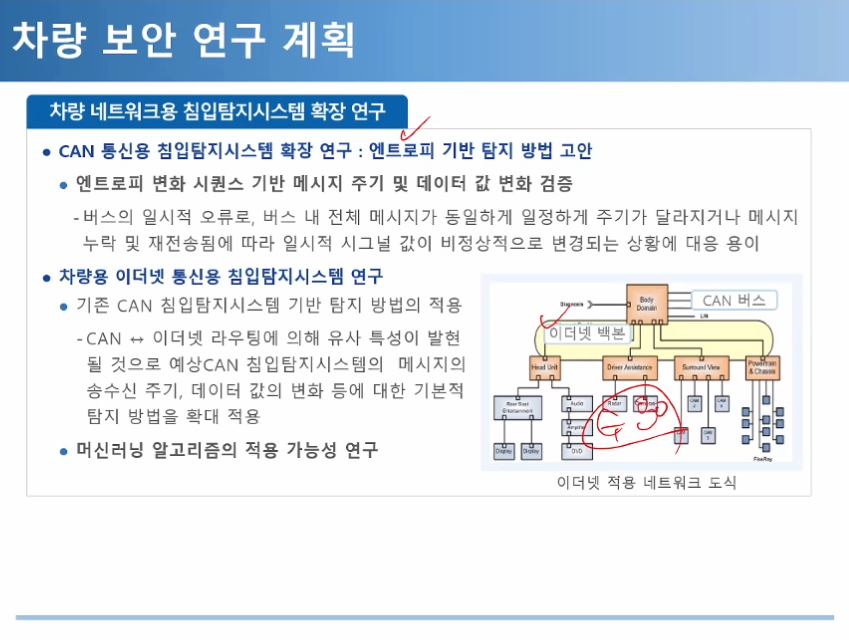 차량 보안 연구 계획
차량 네트워크용 침입탐지시스템 확장 연구
• CAN 통신용 침입탐지시스템 확장 연구 : 엔트로피 기반 탐지 방법 고안
• 엔트로피 변화 시퀀스 기반 메시지 주기 및 데이터 값 변화 검증
- 버스의 일시적 오류로, 버스 내 전체 메시지가 동일하게 일정하게 주기가 달라지거나 메시지
누락 및 재전송됨에 따라 일시적 시그널 값이 비정상적으로 변경되는 상황에 대응 용이
• 차량용 이더넷 통신용 침입탐지시스템 연구
• 기존 CAN 침입탐지시스템 기반 탐지 방법의 적용
- CAN ↔ 이더넷 라우팅에 의해 유사 특성이 발현
될 것으로 예상CAN 침입탐지시스템의 메시지의
송수신 주기, 데이터 값의 변화 등에 대한 기본적
탐지 방법을 확대 적용
• 머신러닝 알고리즘의 적용 가능성 연구
Diagnosis
Body
Domain
CAN 버스
LIN
이더넷 백본
Head Unit
Driver Assistance
Surround View
Powertrain
& Chassis
Rear Seat
Entertainment
Audio
Radar
Amplifier
Display
Display
DVD
FlexRay
이더넷 적용 네트워크 도식